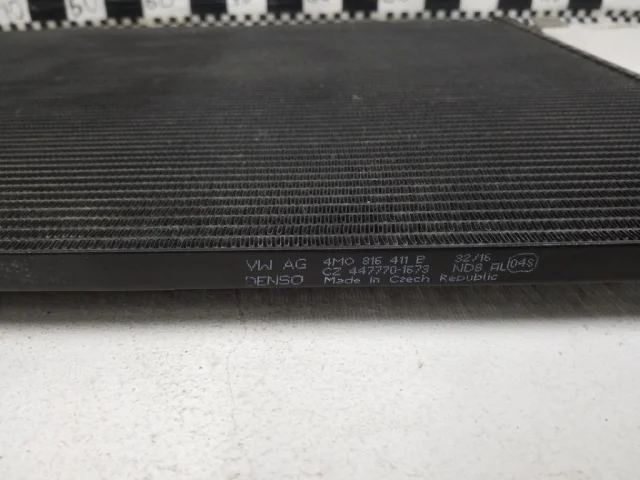 VW AG 4M0 816 411 B 32/16
DENSO CZ 447770-1673 ND8 AL 04S
Made in Czech Republic